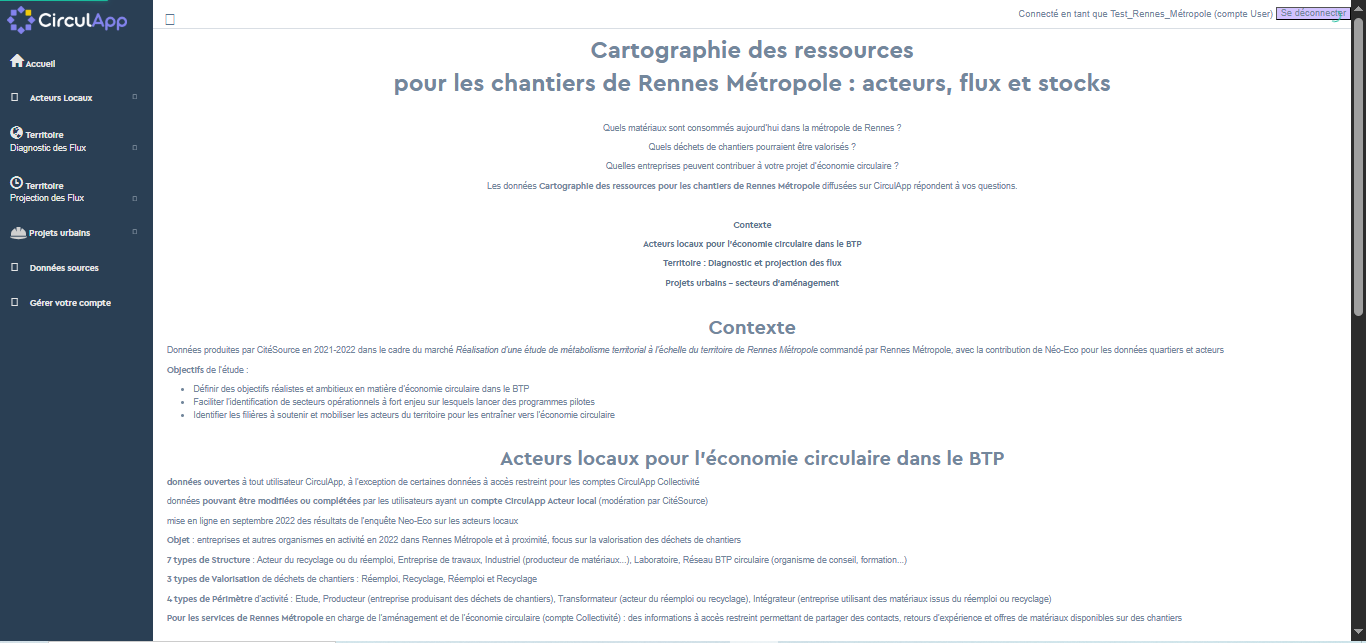 CirculApp
Connecté en tant que Test_Rennes_Métropole (compte User) Se déconnecter
Accueil
Acteurs Locaux
Territoire
Diagnostic des Flux
Territoire
Projection des Flux
Projets urbains
Données sources
Gérer votre compte
Cartographie des ressources
pour les chantiers de Rennes Métropole : acteurs, flux et stocks
Quels matériaux sont consommés aujourd'hui dans la métropole de Rennes ?
Quels déchets de chantiers pourraient être valorisés ?
Quelles entreprises peuvent contribuer à votre projet d'économie circulaire ?
Les données Cartographie des ressources pour les chantiers de Rennes Métropole diffusées sur CirculApp répondent à vos questions.
Contexte
Acteurs locaux pour l'économie circulaire dans le BTP
Territoire : Diagnostic et projection des flux
Projets urbains - secteurs d'aménagement
Contexte
Données produites par CitéSource en 2021-2022 dans le cadre du marché Réalisation d'une étude de métabolisme territorial à l'échelle du territoire de Rennes Métropole commandé par Rennes Métropole, avec la contribution de Néo-Eco pour les données quartiers et acteurs
Objectifs de l'étude :
• Définir des objectifs réalistes et ambitieux en matière d'économie circulaire dans le BTP
• Faciliter l'identification de secteurs opérationnels à fort enjeu sur lesquels lancer des programmes pilotes
• Identifier les filières à soutenir et mobiliser les acteurs du territoire pour les entraîner vers l'économie circulaire
Acteurs locaux pour l'économie circulaire dans le BTP
données ouvertes à tout utilisateur CirculApp, à l'exception de certaines données à accès restreint pour les comptes CirculApp Collectivité
données pouvant être modifiées ou complétées par les utilisateurs ayant un compte CirculApp Acteur local (modération par CitéSource)
mise en ligne en septembre 2022 des résultats de l'enquête Neo-Eco sur les acteurs locaux
Objet : entreprises et autres organismes en activité en 2022 dans Rennes Métropole et à proximité, focus sur la valorisation des déchets de chantiers
7 types de Structure : Acteur du recyclage ou du réemploi, Entreprise de travaux, Industriel (producteur de matériaux...), Laboratoire, Réseau BTP circulaire (organisme de conseil, formation...)
3 types de Valorisation de déchets de chantiers : Réemploi, Recyclage, Réemploi et Recyclage
4 types de Périmètre d'activité : Etude, Producteur (entreprise produisant des déchets de chantiers), Transformateur (acteur du réemploi ou recyclage), Intégrateur (entreprise utilisant des matériaux issus du réemploi ou recyclage)
Pour les services de Rennes Métropole en charge de l'aménagement et de l'économie circulaire (compte Collectivité) : des informations à accès restreint permettant de partager des contacts, retours d'expérience et offres de matériaux disponibles sur des chantiers